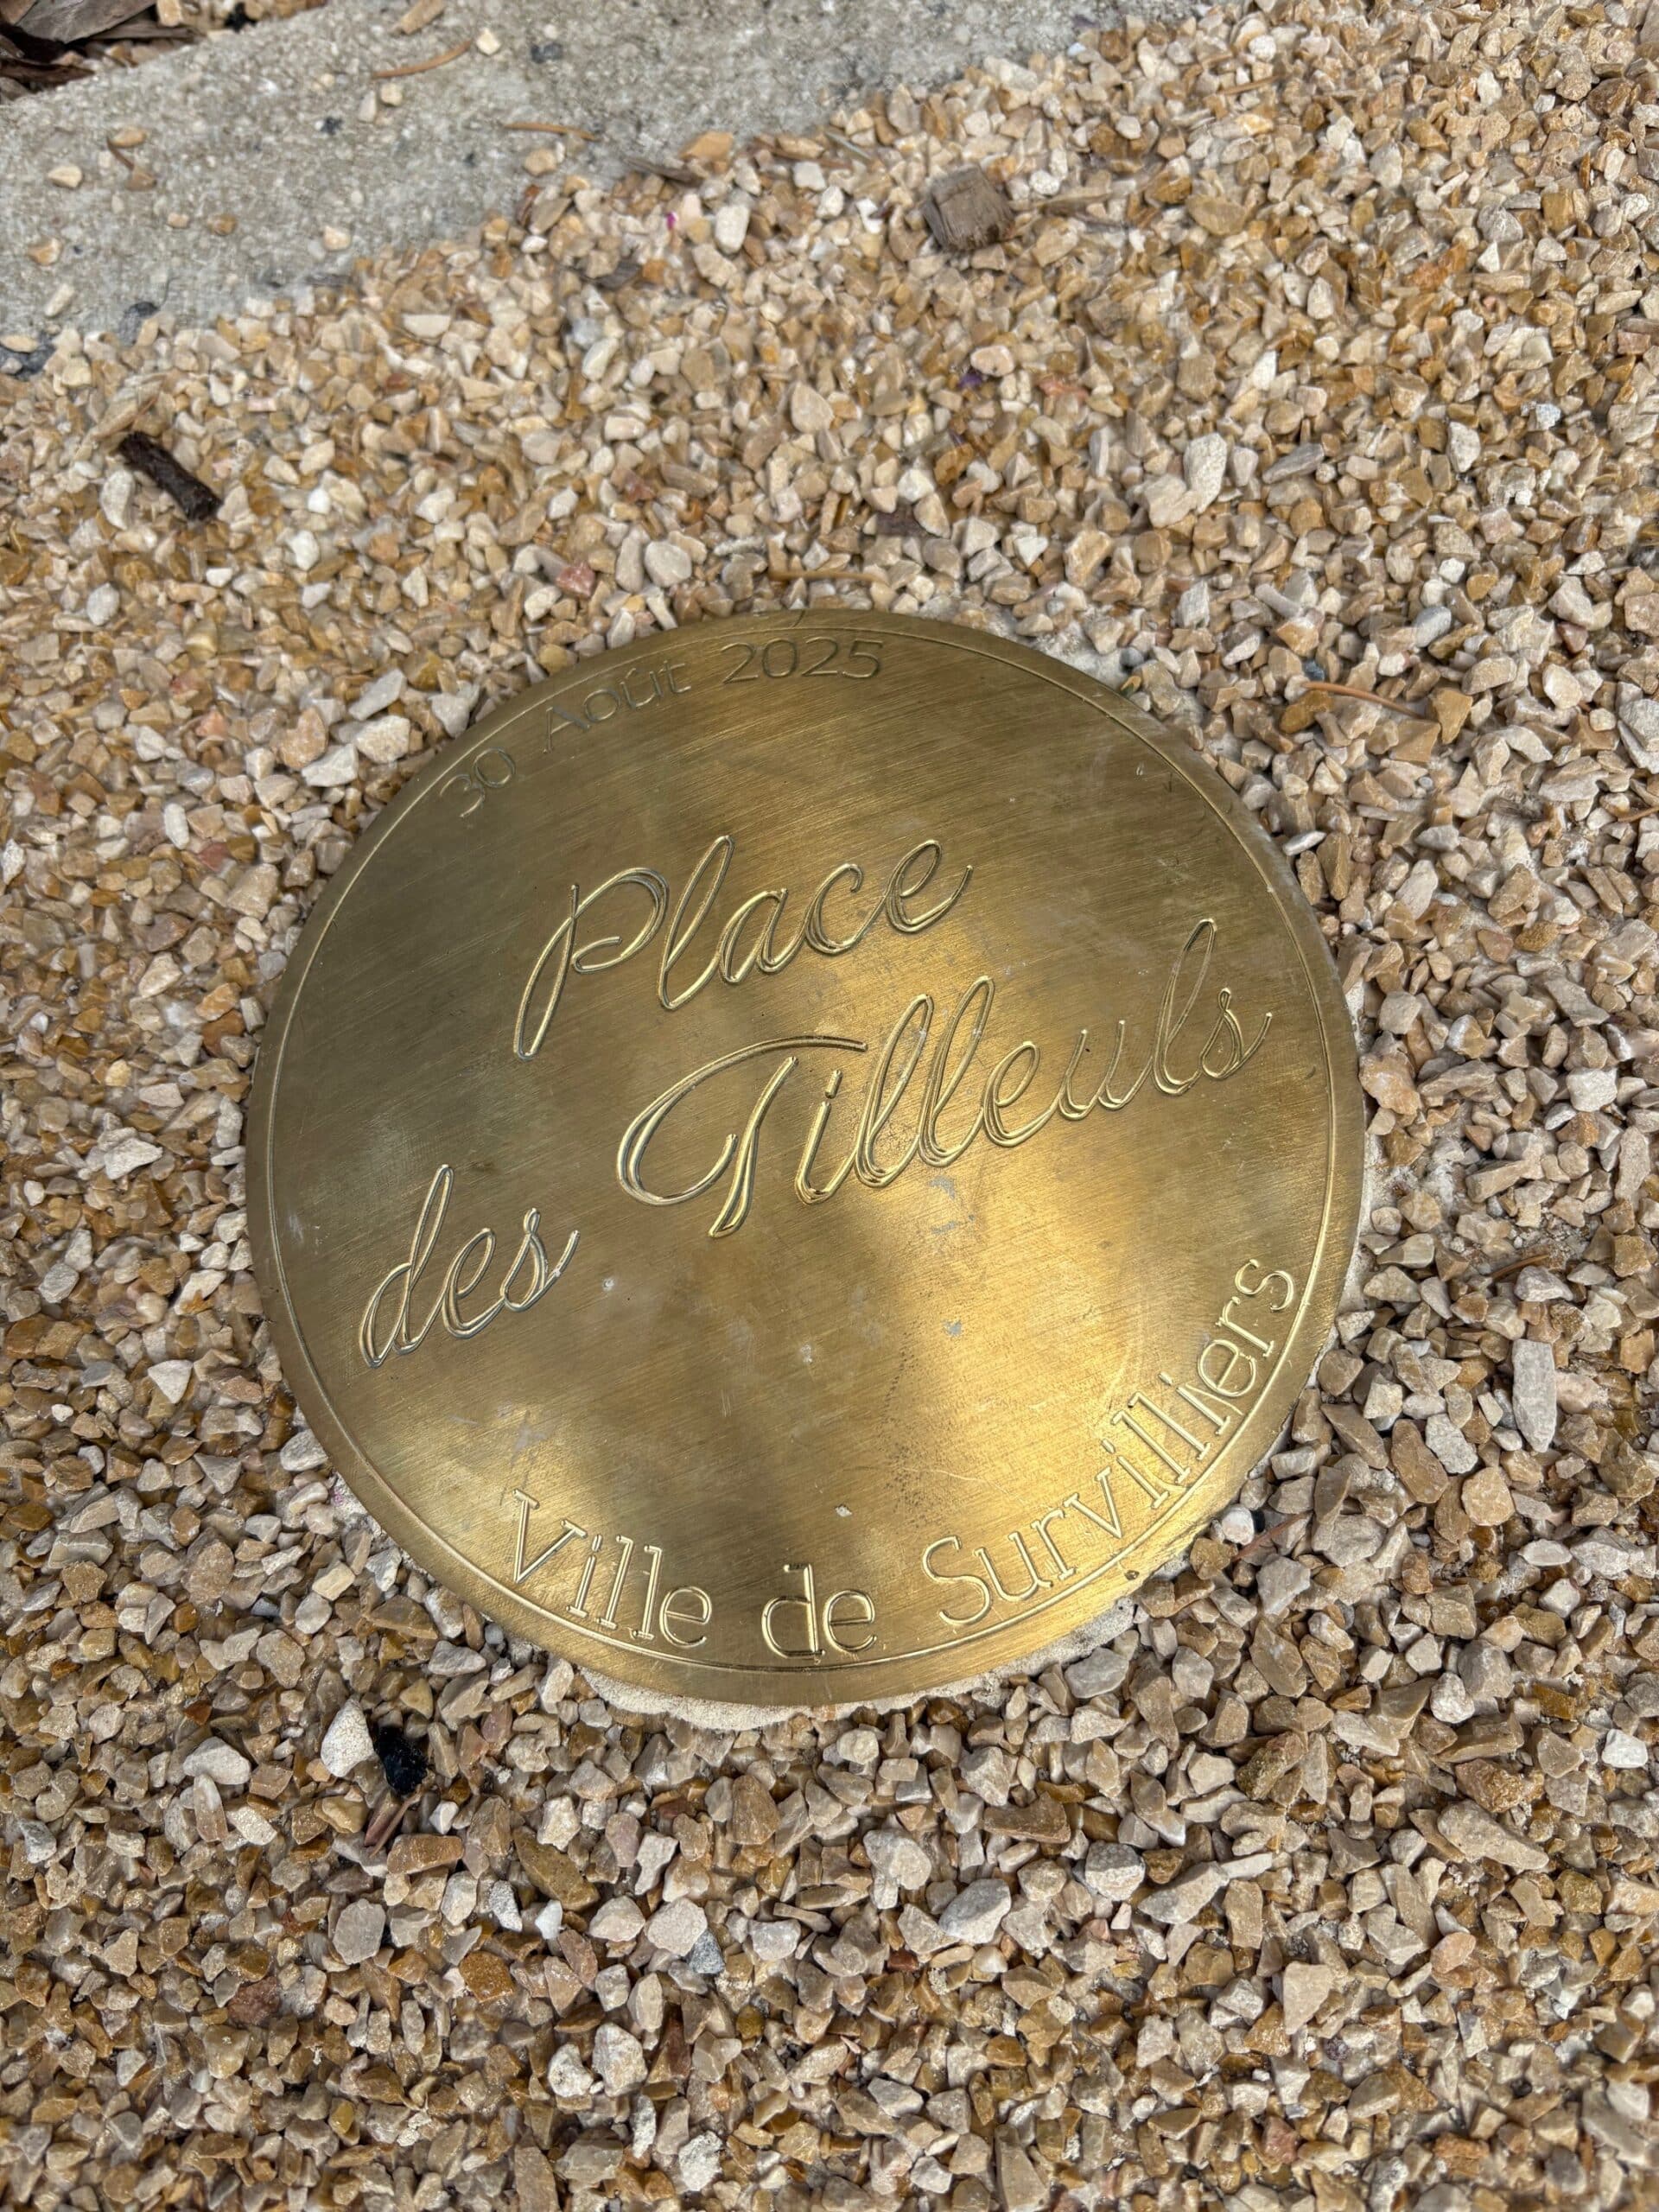 30 Août 2025
Place
des Tilleuls
Ville de Survilliers